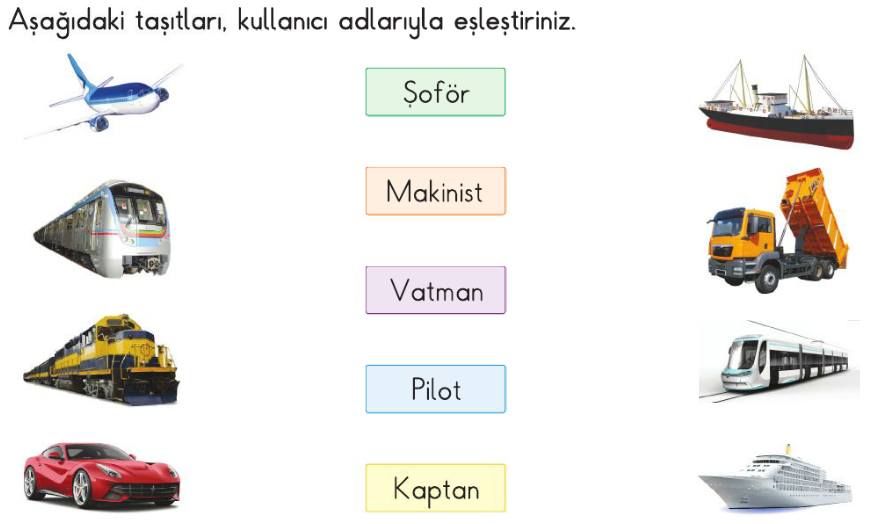 Aşağıdaki taşıtları, kullanıcı adlarıyla eşleştiriniz.
Şoför
Makinist
Vatman
Pilot
Kaptan